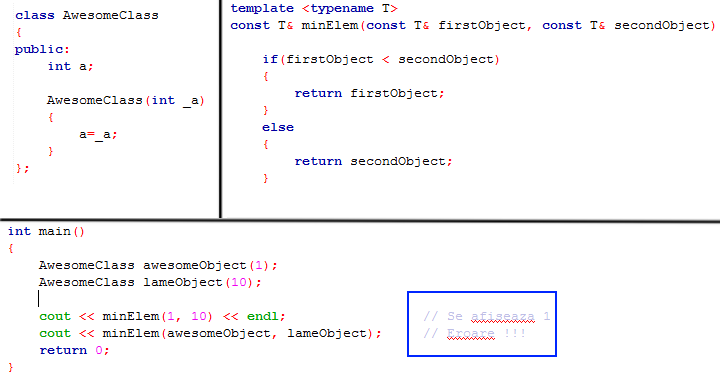 class AwesomeClass
{
public:
    int a;

    AwesomeClass(int _a)
    {
        a=_a;
    }
};
template <typename T>
const T& minElem(const T& firstObject, const T& secondObject)

    if(firstObject < secondObject)
    {
        return firstObject;
    }
    else
    {
        return secondObject;
    }
int main()
{
    AwesomeClass awesomeObject(1);
    AwesomeClass lameObject(10);

    cout << minElem(1, 10) << endl;     // Se afiseaza 1
    cout << minElem(awesomeObject, lameObject);     // Eroare !!!
    return 0;
}